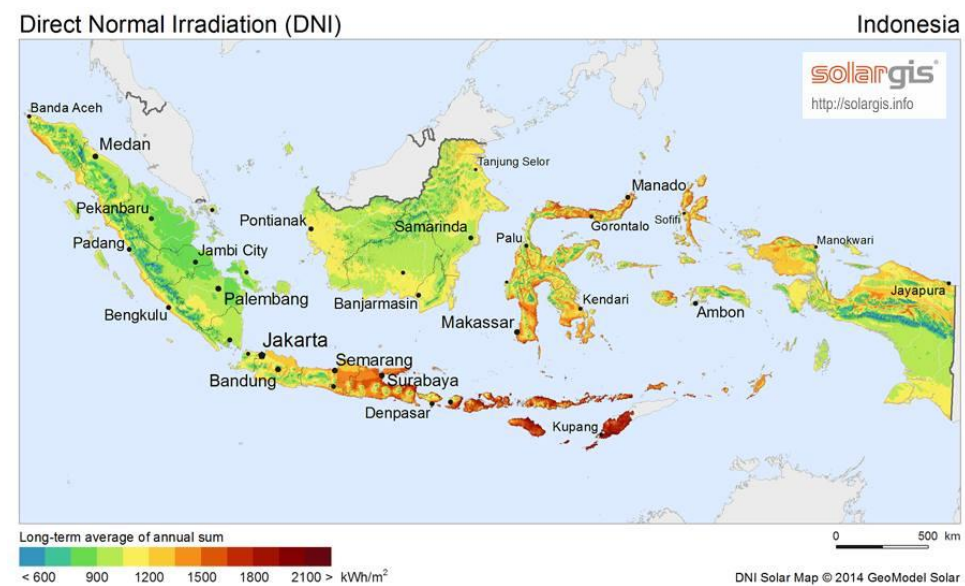 Direct Normal Irradiation (DNI)
Indonesia
solargis
http://solargis.info
Banda Aceh
Medan
Tanjung Selor
Manado
Pekanbaru
Pontianak
Samarinda
Sofifi
Gorontalo
Padang
Jambi City
Palu
Manokwari
Palembang
Banjarmasin
Kendari
Jayapura
Bengkulu
Makassar
Ambon
Jakarta
Semarang
Bandung
Surabaya
Denpasar
Kupang
Long-term average of annual sum
< 600 900 1200 1500 1800 2100 > kWh/m²
0 500 km
DNI Solar Map © 2014 GeoModel Solar